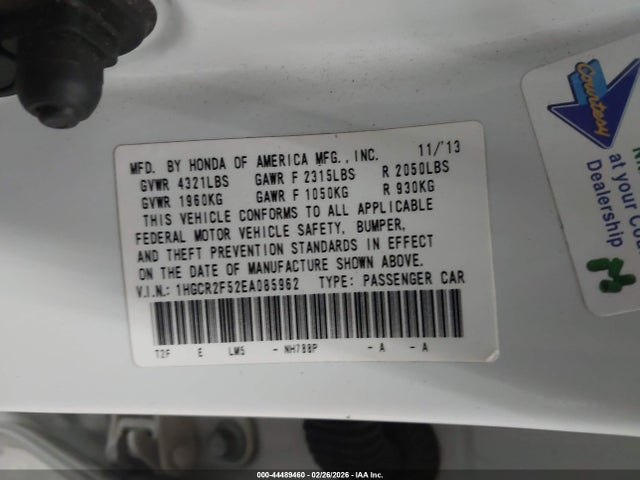 MFD. BY HONDA OF AMERICA MFG., INC. 11/'13
GVWR 4321LBS GAWR F 2315LBS R 2050LBS
GVWR 1960KG GAWR F 1050KG R 930KG
THIS VEHICLE CONFORMS TO ALL APPLICABLE
FEDERAL MOTOR VEHICLE SAFETY, BUMPER,
AND THEFT PREVENTION STANDARDS IN EFFECT
ON THE DATE OF MANUFACTURE SHOWN ABOVE.
V.I.N.: 1HGCR2F52EA085962 TYPE: PASSENGER CAR
T2F E LW5 - NH788P - A - A
Courtesy
at your
Dealership
000-44489460 - 02/26/2026 - IAA Inc.